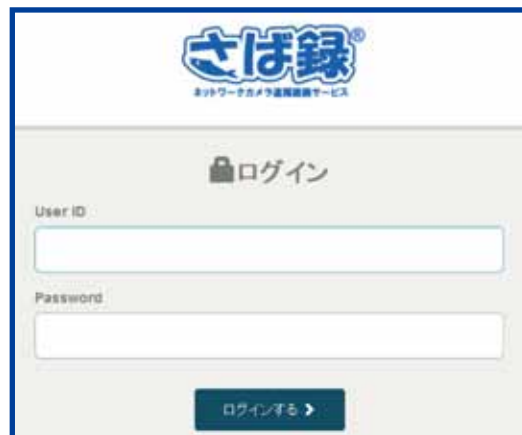 さば録®
ネットワークカメラ遠隔録画サービス
ログイン
User ID
Password
ログインする